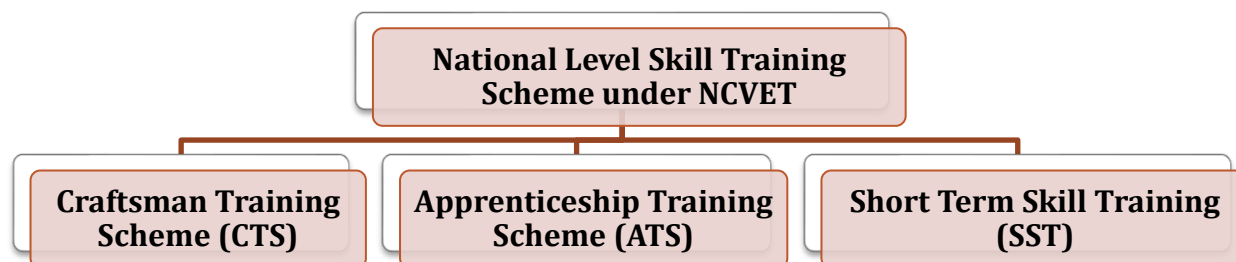 National Level Skill Training
Scheme under NCVET
Craftsman Training
Scheme (CTS)
Apprenticeship Training
Scheme (ATS)
Short Term Skill Training
(SST)